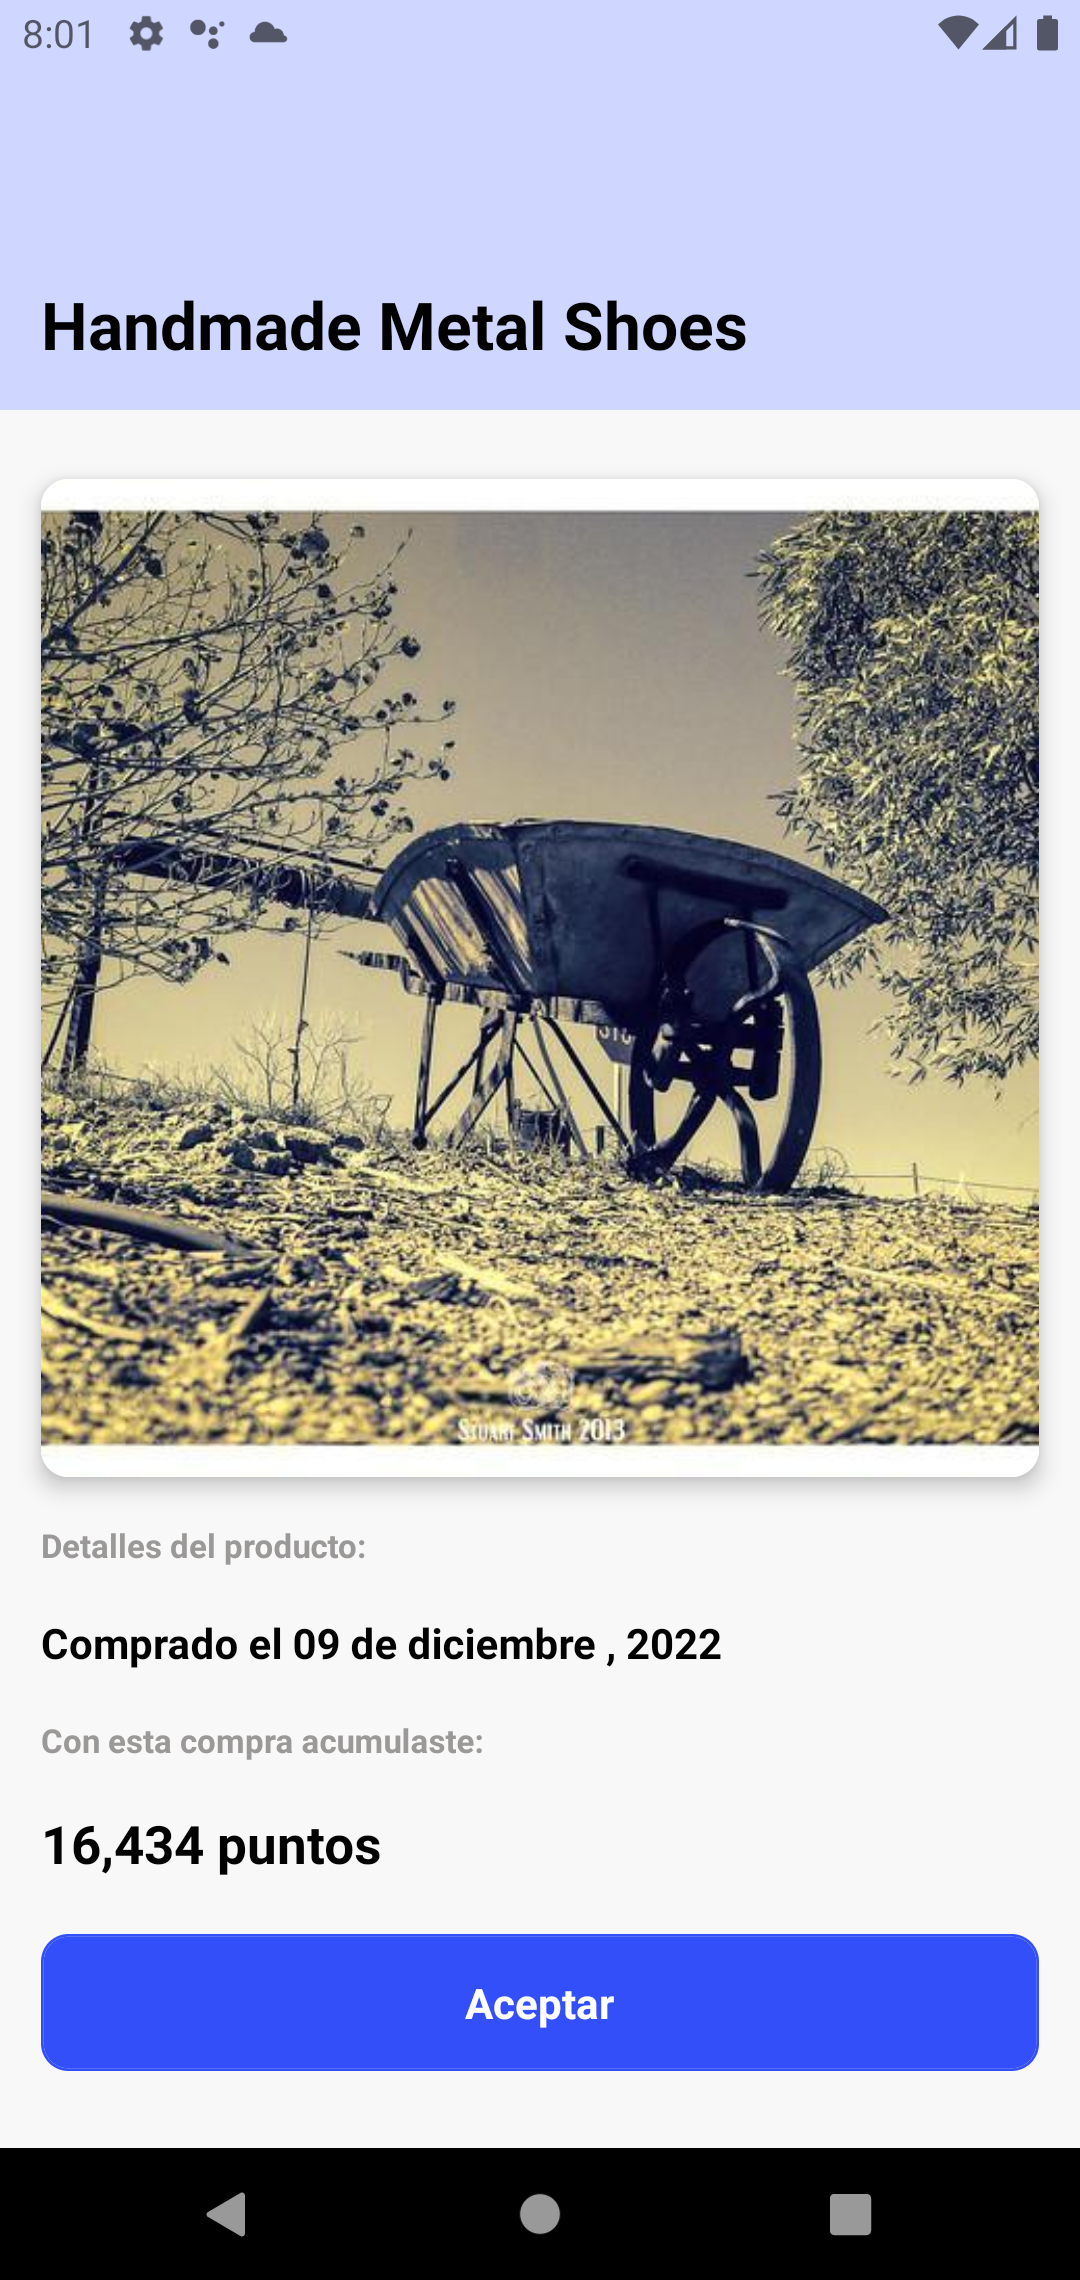 8:01
Handmade Metal Shoes
STUART SMITH 2013
Detalles del producto:
Comprado el 09 de diciembre , 2022
Con esta compra acumulaste:
16,434 puntos
Aceptar